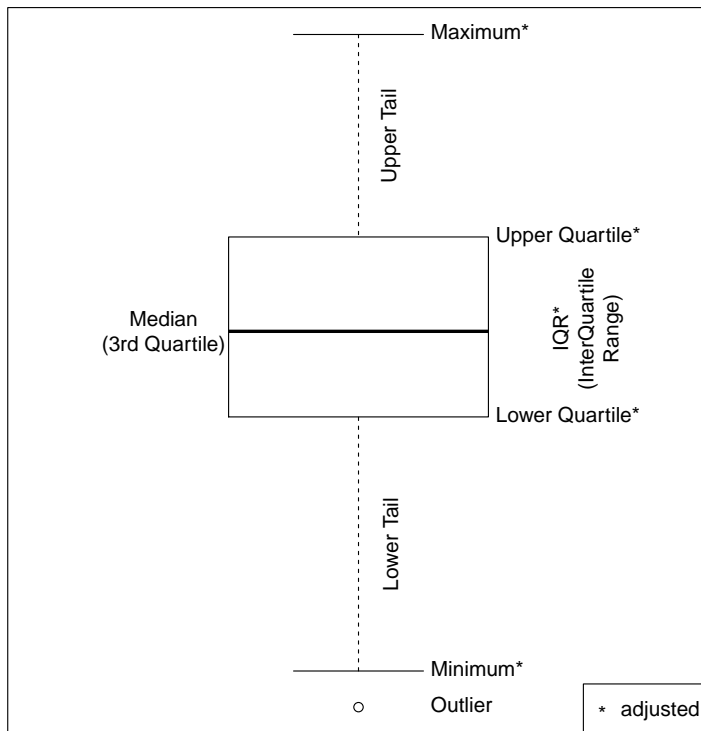 Maximum*
Upper Tail
Upper Quartile*
Median
(3rd Quartile)
IQR*
(InterQuartile
Range)
Lower Quartile*
Lower Tail
Minimum*
Outlier
* adjusted